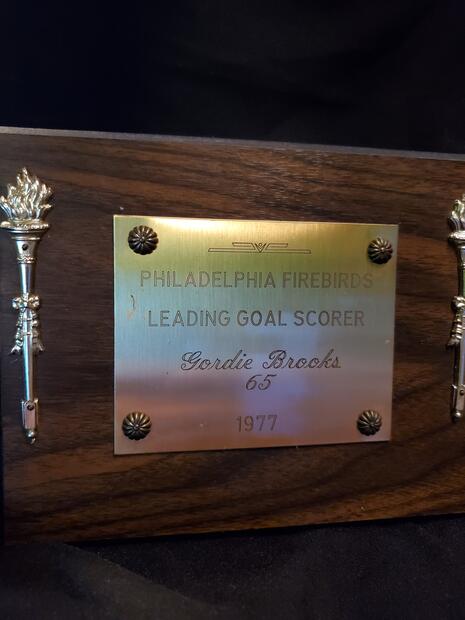 PHILADELPHIA FIREBIRDS
LEADING GOAL SCORER
Gordie Brooks
65
1977